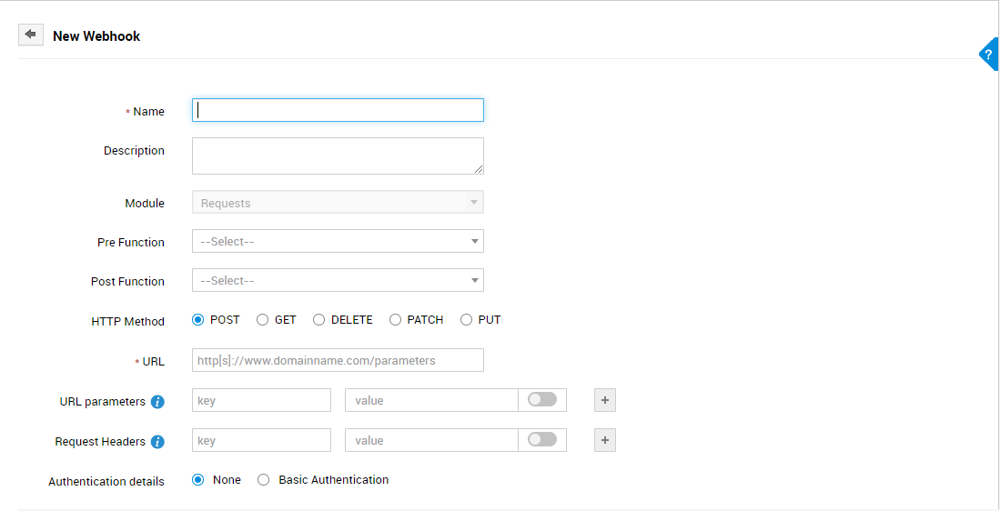 New Webhook
?
* Name
Description
Module Requests
Pre Function --Select--
Post Function --Select--
HTTP Method POST GET DELETE PATCH PUT
* URL http[s]://www.domainname.com/parameters
URL parameters i key value +
Request Headers i key value +
Authentication details None Basic Authentication